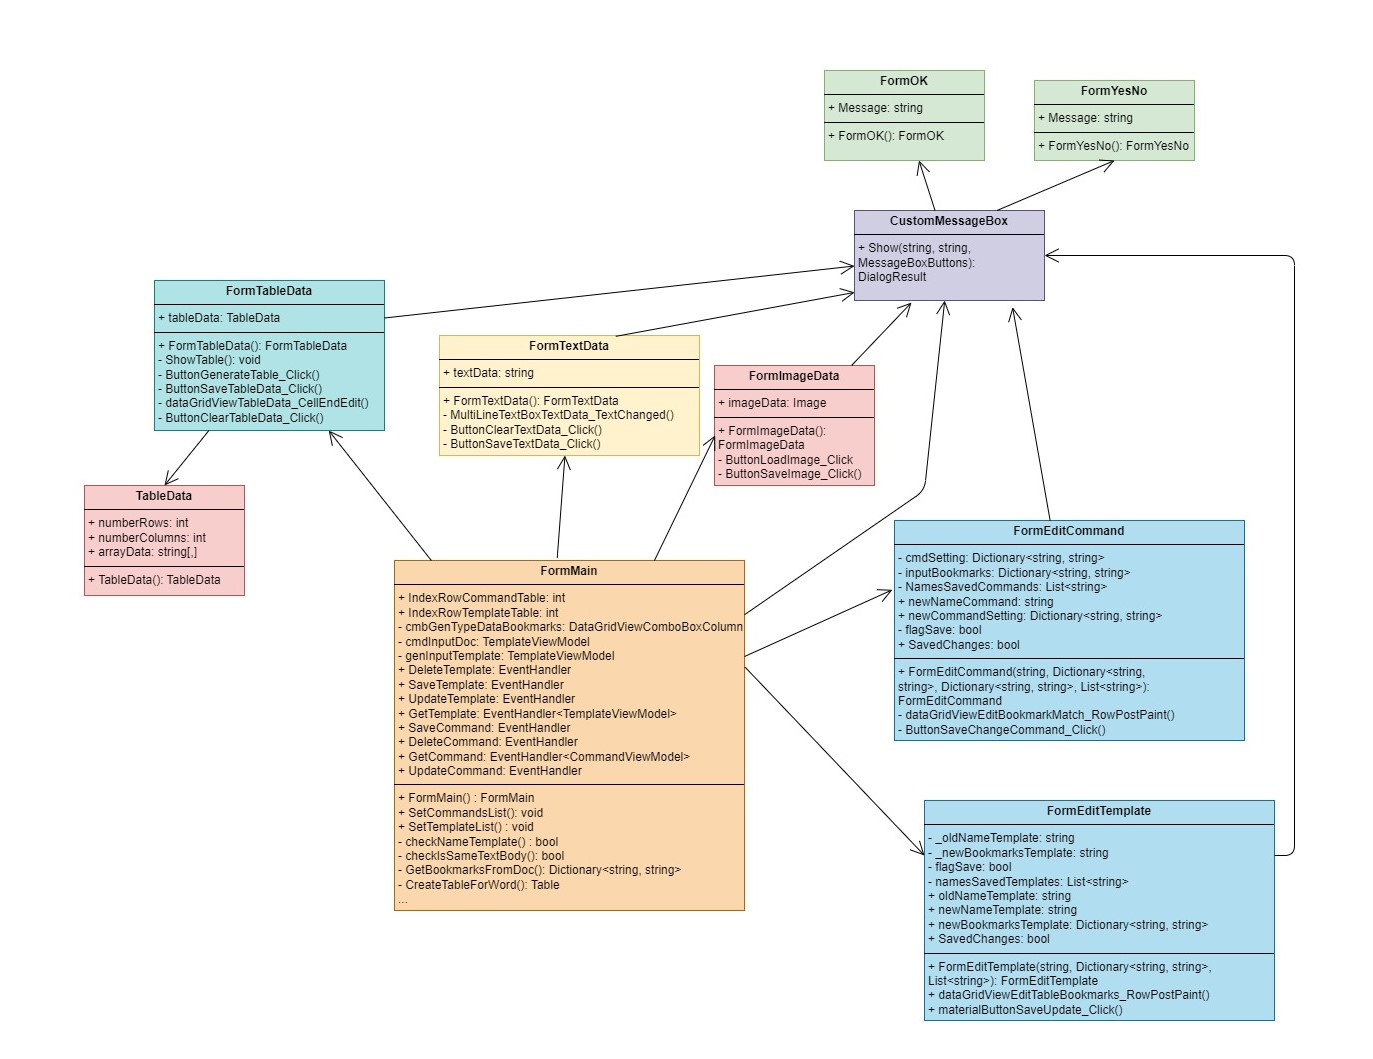 FormOK
+ Message: string
+ FormOK(): FormOK
FormYesNo
+ Message: string
+ FormYesNo(): FormYesNo
CustomMessageBox
+ Show(string, string,
MessageBoxButtons):
DialogResult
FormTableData
+ tableData: TableData
+ FormTableData(): FormTableData
- ShowTable(): void
- ButtonGenerateTable_Click()
- ButtonSaveTableData_Click()
- dataGridViewTableData_CellEndEdit()
- ButtonClearTableData_Click()
FormTextData
+ textData: string
+ FormTextData(): FormTextData
- MultiLineTextBoxTextData_TextChanged()
- ButtonClearTextData_Click()
- ButtonSaveTextData_Click()
FormImageData
+ imageData: Image
+ FormImageData():
FormImageData
- ButtonLoadImage_Click
- ButtonSaveImage_Click()
TableData
+ numberRows: int
+ numberColumns: int
+ arrayData: string[,]
+ TableData(): TableData
FormMain
+ IndexRowCommandTable: int
+ IndexRowTemplateTable: int
- cmbGenTypeDataBookmarks: DataGridViewComboBoxColumn
- cmdInputDoc: TemplateViewModel
- genInputTemplate: TemplateViewModel
+ DeleteTemplate: EventHandler
+ SaveTemplate: EventHandler
+ UpdateTemplate: EventHandler
+ GetTemplate: EventHandler<TemplateViewModel>
+ SaveCommand: EventHandler
+ DeleteCommand: EventHandler
+ GetCommand: EventHandler<CommandViewModel>
+ UpdateCommand: EventHandler
+ FormMain() : FormMain
+ SetCommandsList(): void
+ SetTemplateList() : void
- checkNameTemplate() : bool
- checkIsSameTextBody(): bool
- GetBookmarksFromDoc(): Dictionary<string, string>
- CreateTableForWord(): Table
...
FormEditCommand
- cmdSetting: Dictionary<string, string>
- inputBookmarks: Dictionary<string, string>
- NamesSavedCommands: List<string>
+ newNameCommand: string
+ newCommandSetting: Dictionary<string, string>
- flagSave: bool
+ SavedChanges: bool
+ FormEditCommand(string, Dictionary<string,
string>, Dictionary<string, string>, List<string>):
FormEditCommand
- dataGridViewEditBookmarkMatch_RowPostPaint()
- ButtonSaveChangeCommand_Click()
FormEditTemplate
- _oldNameTemplate: string
- _newBookmarksTemplate: string
- flagSave: bool
- namesSavedTemplates: List<string>
+ oldNameTemplate: string
+ newNameTemplate: string
+ newBookmarksTemplate: Dictionary<string, string>
+ SavedChanges: bool
+ FormEditTemplate(string, Dictionary<string, string>,
List<string>): FormEditTemplate
+ dataGridViewEditTableBookmarks_RowPostPaint()
+ materialButtonSaveUpdate_Click()